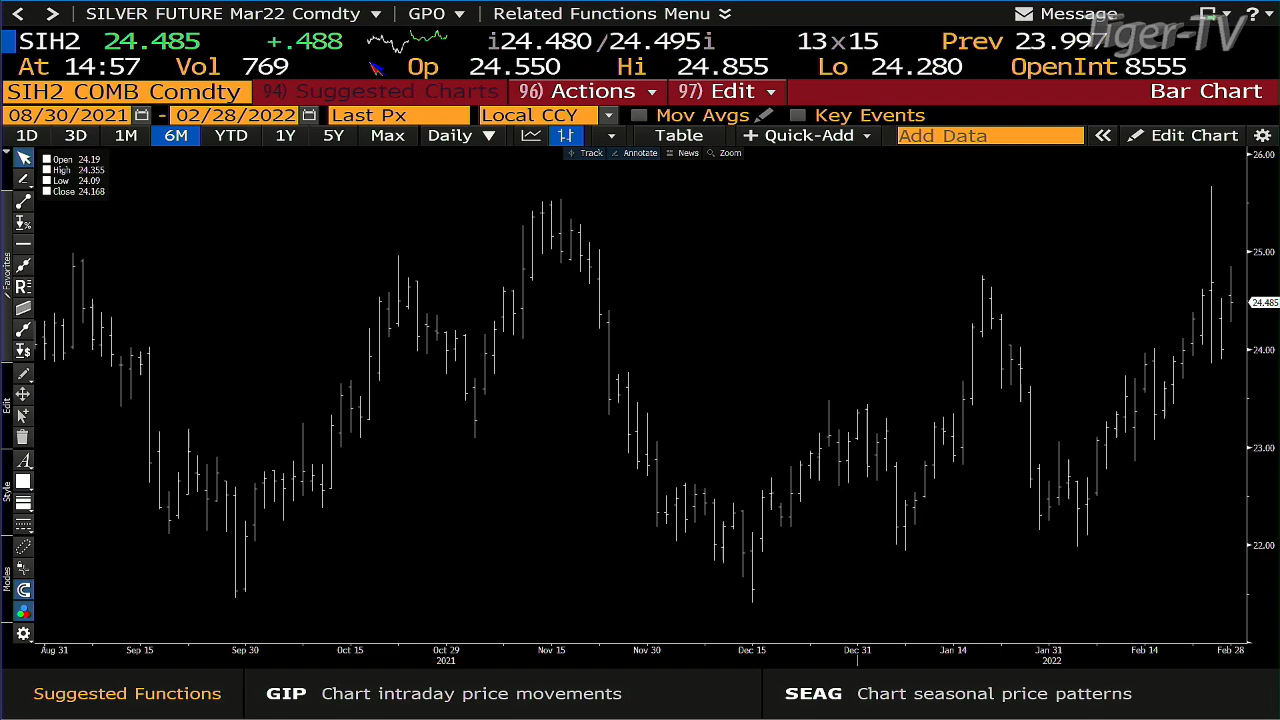 SILVER FUTURE Mar22 Comdty GPO Related Functions Menu Message ?
Tiger-TV
SIH2 24.485 +.488 i24.480/24.495i 13x15 Prev 23.997
At 14:57 Vol 769 Op 24.550 Hi 24.855 Lo 24.280 OpenInt 8555
SIH2 COMB Comdty 94) Suggested Charts 96) Actions 97) Edit Bar Chart
08/30/2021 - 02/28/2022 Last Px Local CCY Mov Avgs Key Events
1D 3D 1M 6M YTD 1Y 5Y Max Daily Table + Quick-Add Add Data « Edit Chart
Track Annotate News Zoom
Open 24.19
High 24.355
Low 24.09
Close 24.168
Favorites
Edit
Style
Modes
26.00
25.00
24.485
24.00
23.00
22.00
Aug 31 Sep 15 Sep 30 Oct 15 Oct 29 Nov 15 Nov 30 Dec 15 Dec 31 Jan 14 Jan 31 Feb 14 Feb 28
2021 2022
Suggested Functions GIP Chart intraday price movements SEAG Chart seasonal price patterns